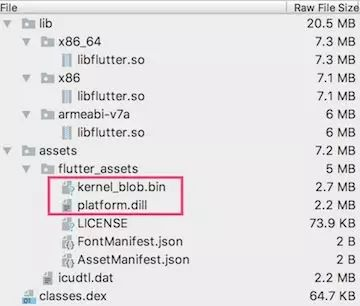 File Raw File Size
lib 20.5 MB
x86_64 7.3 MB
libflutter.so 7.3 MB
x86 7.1 MB
libflutter.so 7.1 MB
armeabi-v7a 6 MB
libflutter.so 6 MB
assets 7.2 MB
flutter_assets 5 MB
kernel_blob.bin 2.7 MB
platform.dill 2.2 MB
LICENSE 73.9 KB
FontManifest.json 2 B
AssetManifest.json 2 B
icudtl.dat 2.2 MB
classes.dex 64.7 KB